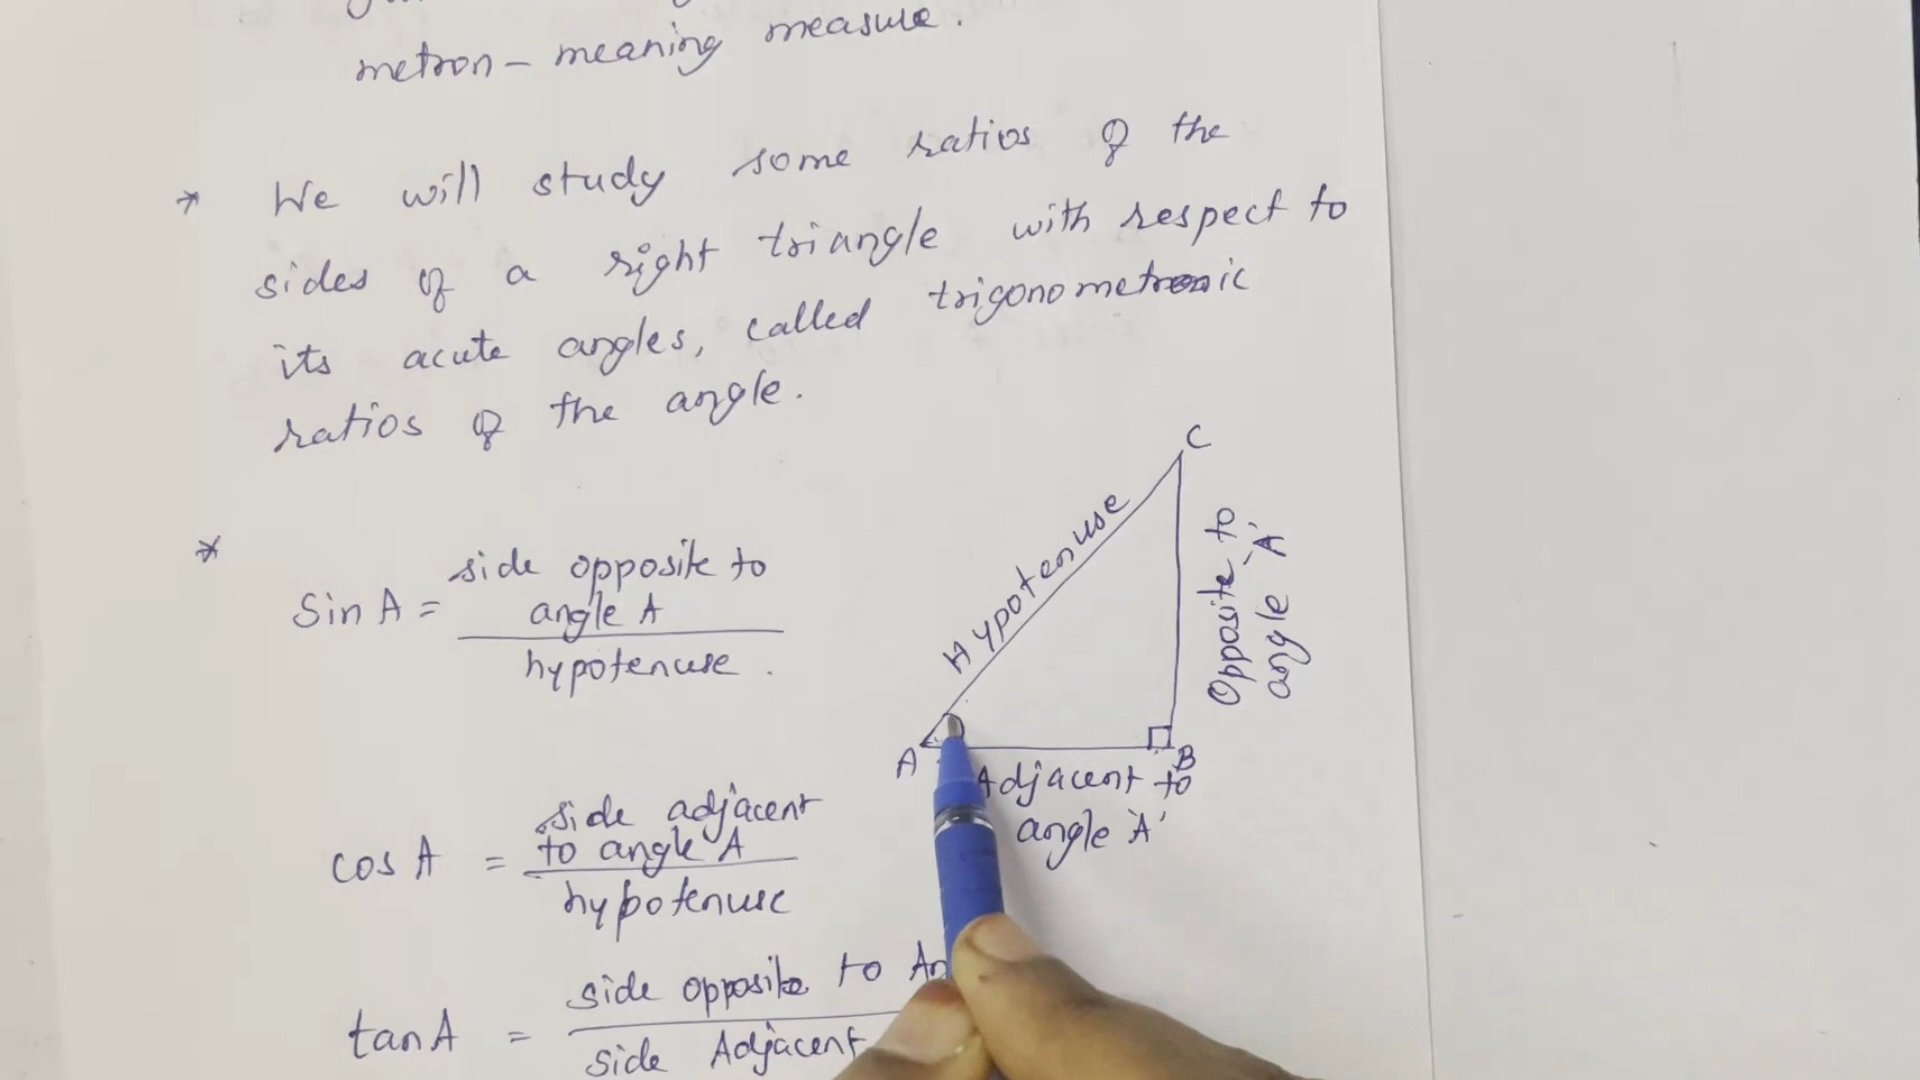 metron - meaning measure.
* We will study some ratios of the
sides of a right triangle with respect to
its acute angles, called trigonometronic
ratios of the angle.
*
Sin A = side opposite to
angle A
hypotenuse.
cos A = side adjacent
to angle A
hypotenuse
tan A = side opposite to
side Adjacent
C
Hypotenuse
Opposite to
angle 'A'
A
B
Adjacent to
angle 'A'